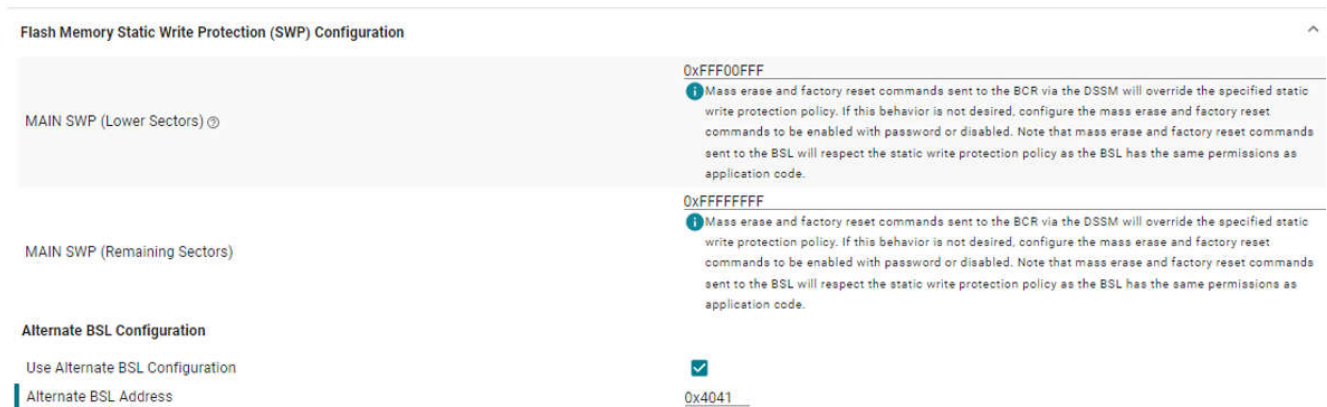 Flash Memory Static Write Protection (SWP) Configuration
0xFFF00FFF
MAIN SWP (Lower Sectors)
Mass erase and factory reset commands sent to the BCR via the DSSM will override the specified static
write protection policy. If this behavior is not desired, configure the mass erase and factory reset
commands to be enabled with password or disabled. Note that mass erase and factory reset commands
sent to the BSL will respect the static write protection policy as the BSL has the same permissions as
application code.
0xFFFFFFFF
MAIN SWP (Remaining Sectors)
Mass erase and factory reset commands sent to the BCR via the DSSM will override the specified static
write protection policy. If this behavior is not desired, configure the mass erase and factory reset
commands to be enabled with password or disabled. Note that mass erase and factory reset commands
sent to the BSL will respect the static write protection policy as the BSL has the same permissions as
application code.
Alternate BSL Configuration
Use Alternate BSL Configuration
Alternate BSL Address
0x4041